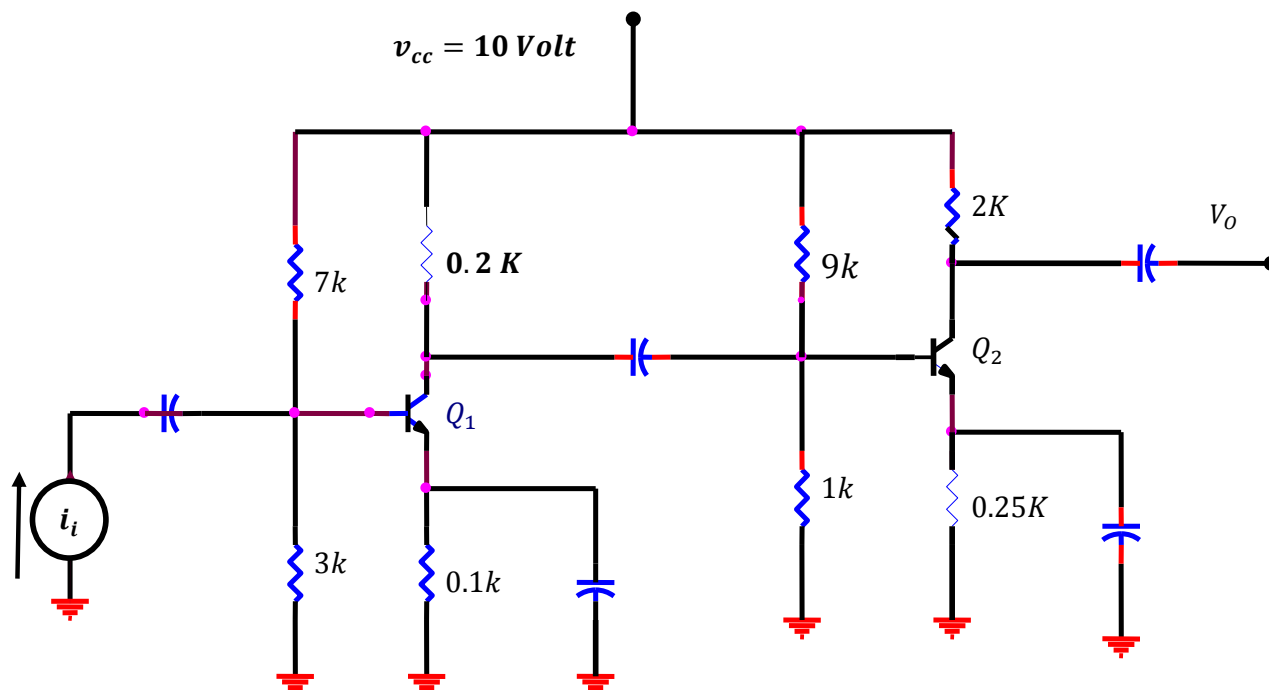 v_cc = 10 Volt
2K
V_O
7k
0.2 K
9k
Q_2
Q_1
i_i
1k
0.25K
3k
0.1k